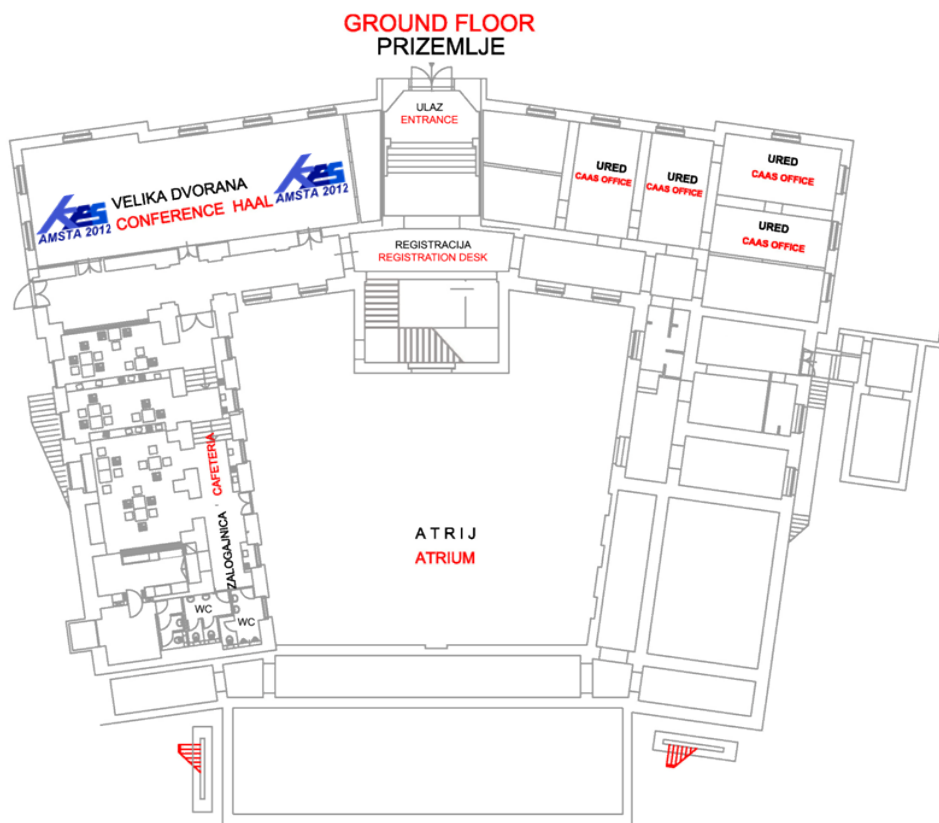 GROUND FLOOR
PRIZEMLJE
ULAZ
ENTRANCE
KES
AMSTA 2012
VELIKA DVORANA
CONFERENCE HAAL
KES
AMSTA 2012
REGISTRACIJA
REGISTRATION DESK
URED
CAAS OFFICE
URED
CAAS OFFICE
URED
CAAS OFFICE
URED
CAAS OFFICE
CAFETERIA
ZALOGAJNICA
ATRIJ
ATRIUM
WC
WC